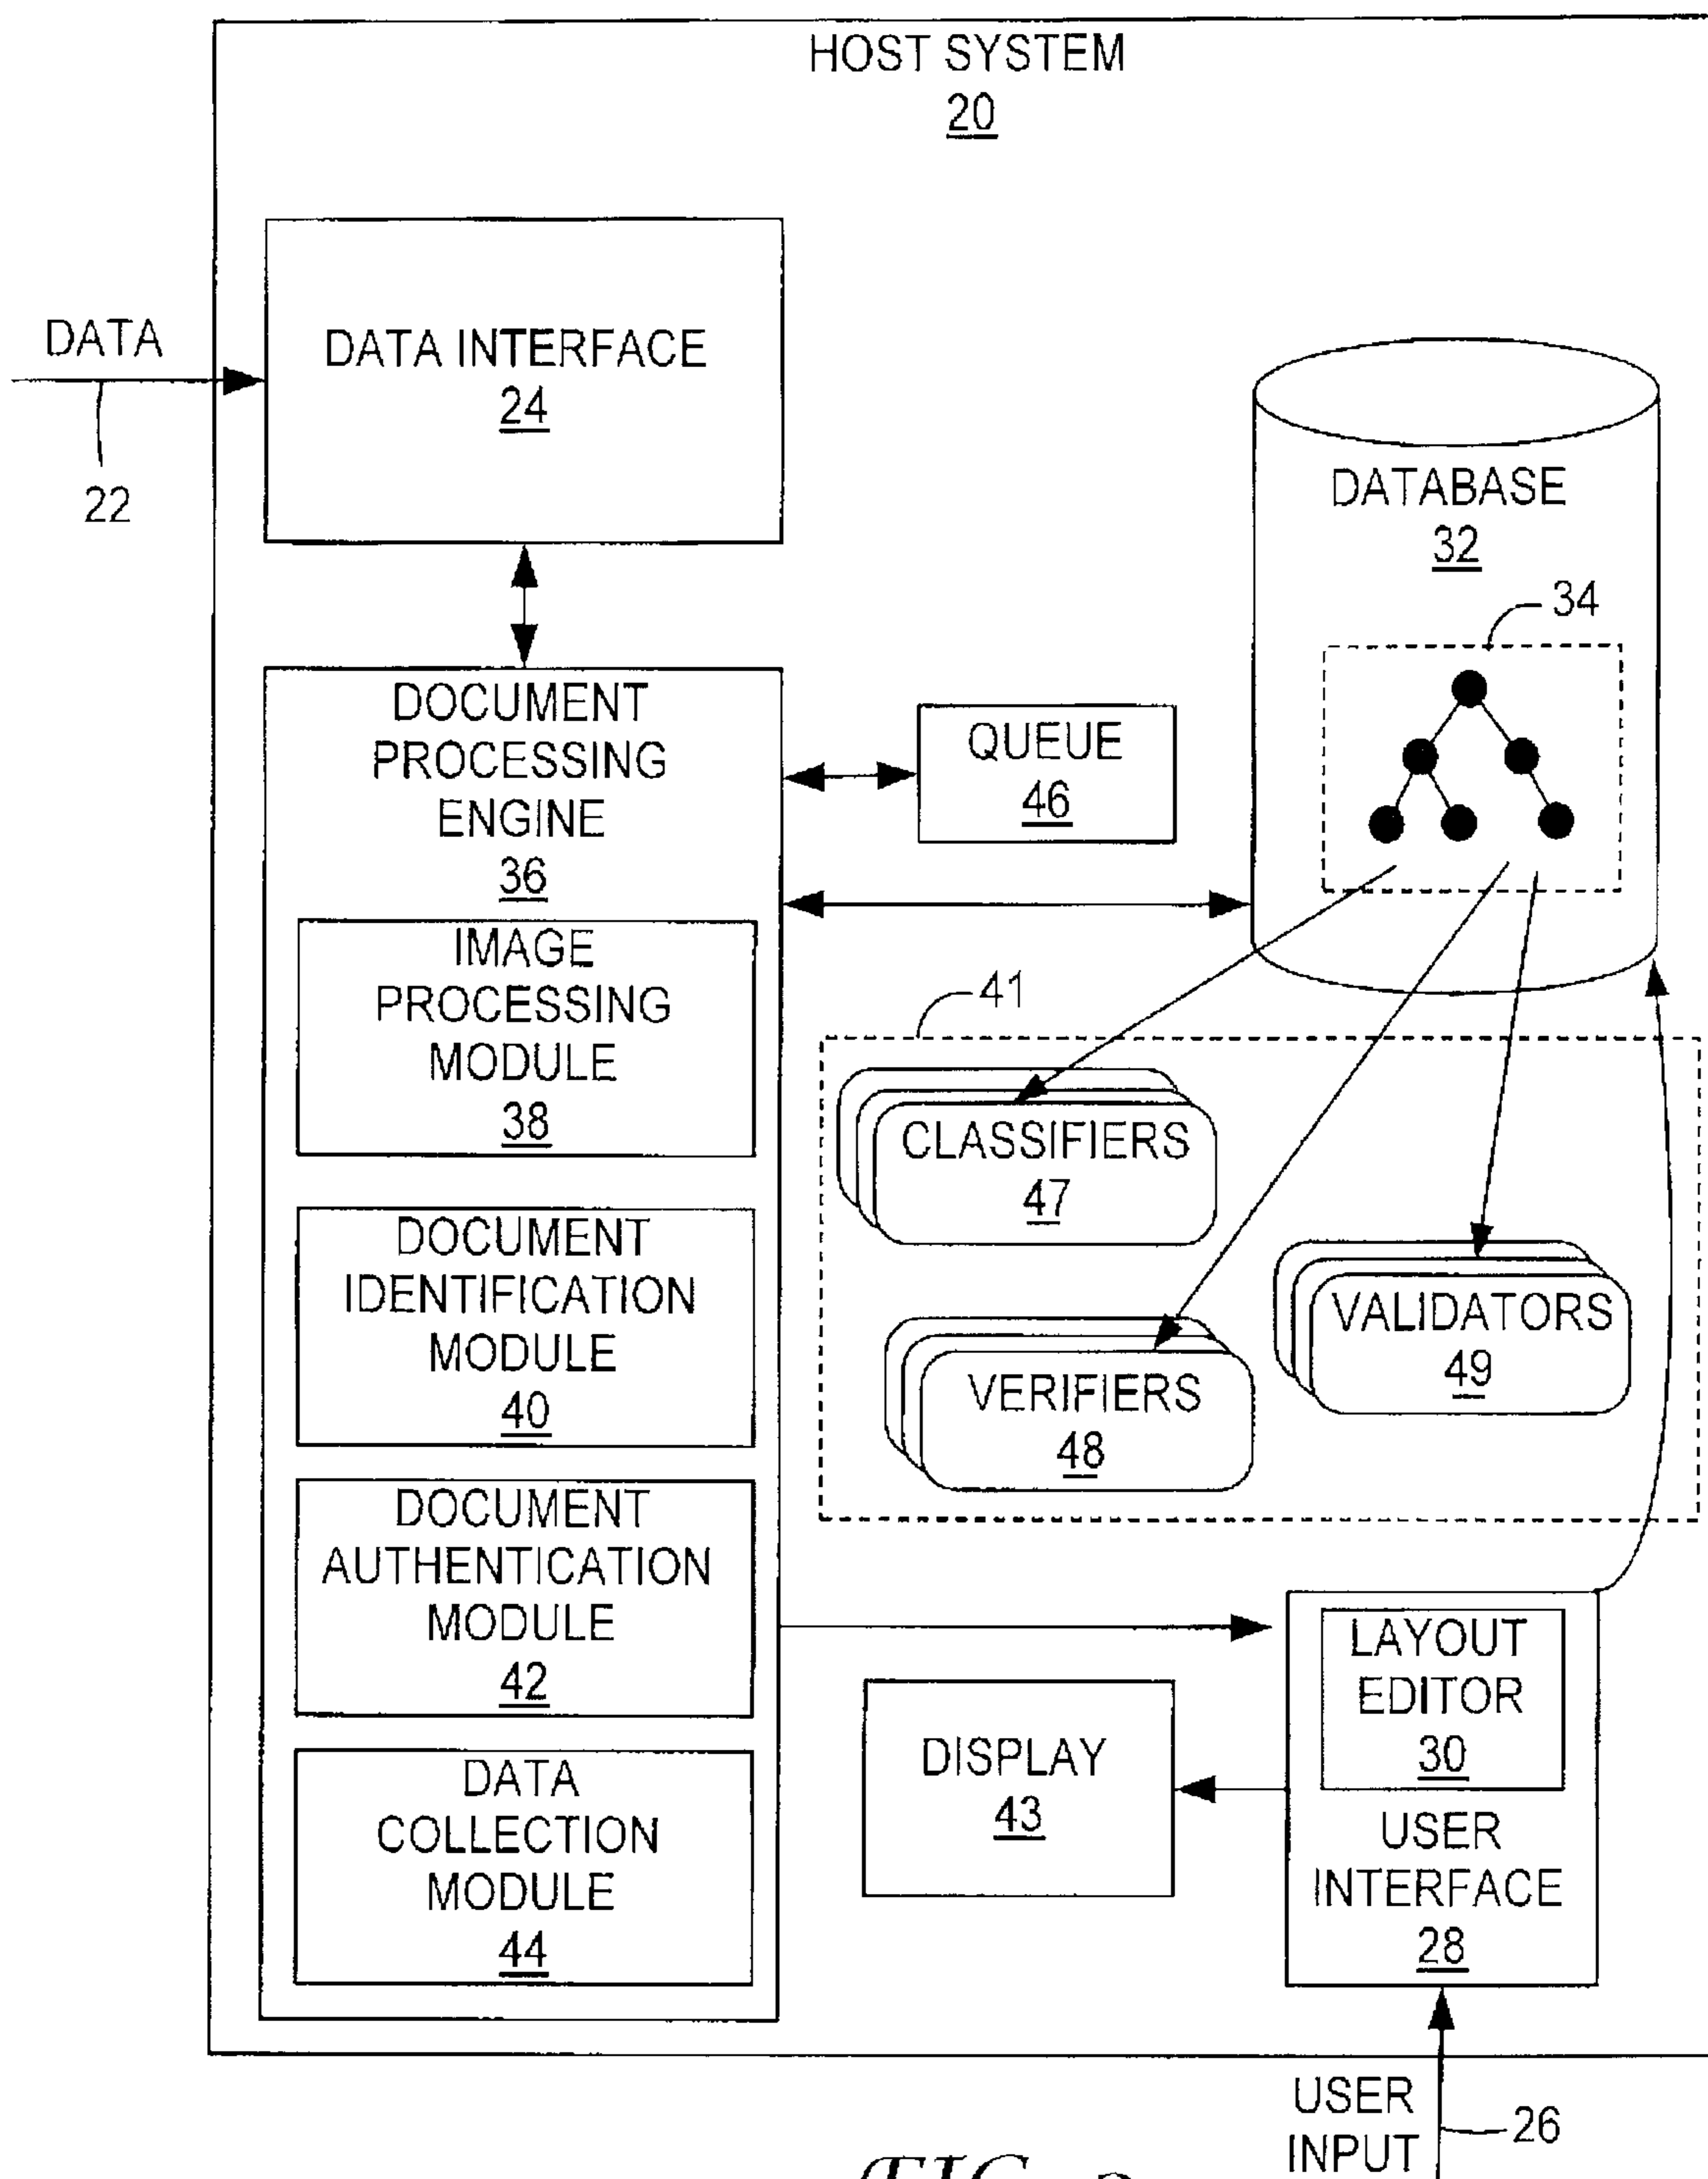 HOST SYSTEM
20
DATA
22
DATA INTERFACE
24
DATABASE
32
34
DOCUMENT
PROCESSING
ENGINE
36
QUEUE
46
IMAGE
PROCESSING
MODULE
38
41
CLASSIFIERS
47
DOCUMENT
IDENTIFICATION
MODULE
40
VALIDATORS
49
VERIFIERS
48
DOCUMENT
AUTHENTICATION
MODULE
42
LAYOUT
EDITOR
30
DISPLAY
43
DATA
COLLECTION
MODULE
44
USER
INTERFACE
28
USER
INPUT
26